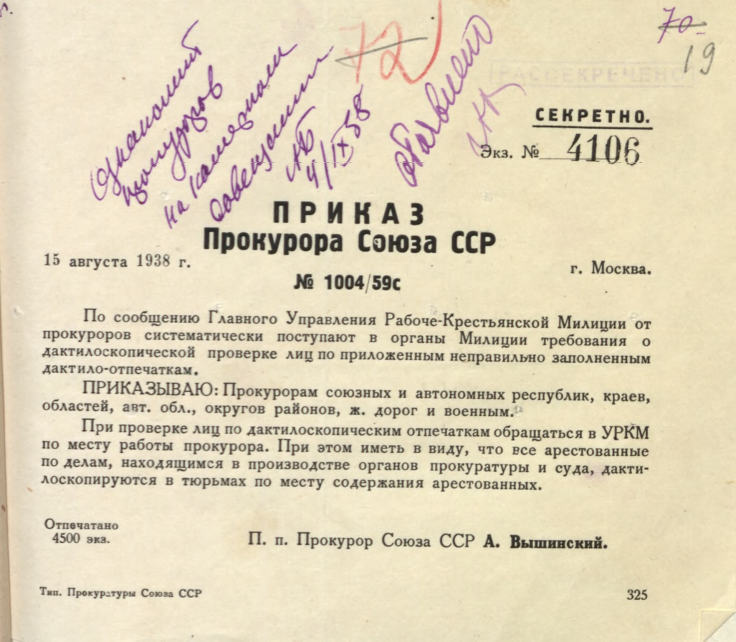 70
19
72
РАССЕКРЕЧЕНО
СЕКРЕТНО.
Экз. № 4106
на
совещании
4/IX 38
ПРИКАЗ
Прокурора Союза ССР
15 августа 1938 г.
г. Москва.
№ 1004/59с
По сообщению Главного Управления Рабоче-Крестьянской Милиции от
прокуроров систематически поступают в органы Милиции требования о
дактилоскопической проверке лиц по приложенным неправильно заполненным
дактило-отпечаткам.
ПРИКАЗЫВАЮ: Прокурорам союзных и автономных республик, краев,
областей, авт. обл., округов районов, ж. дорог и военным.
При проверке лиц по дактилоскопическим отпечаткам обращаться в УРКМ
по месту работы прокурора. При этом иметь в виду, что все арестованные
по делам, находящимся в производстве органов прокуратуры и суда, дакти-
лоскопируются в тюрьмах по месту содержания арестованных.
Отпечатано
4500 экз.
П. п. Прокурор Союза ССР А. Вышинский.
Тип. Прокуратуры Союза ССР
325